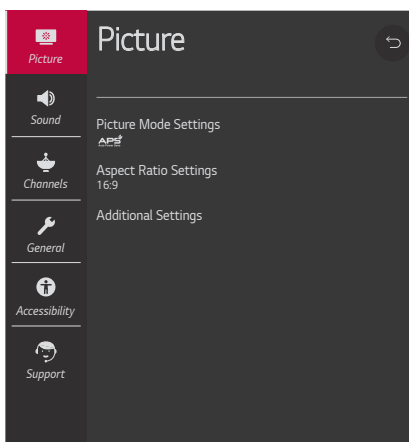 Picture
Picture
Sound
Channels
General
Accessibility
Support
Picture Mode Settings
APS
Aspect Ratio Settings
16:9
Additional Settings